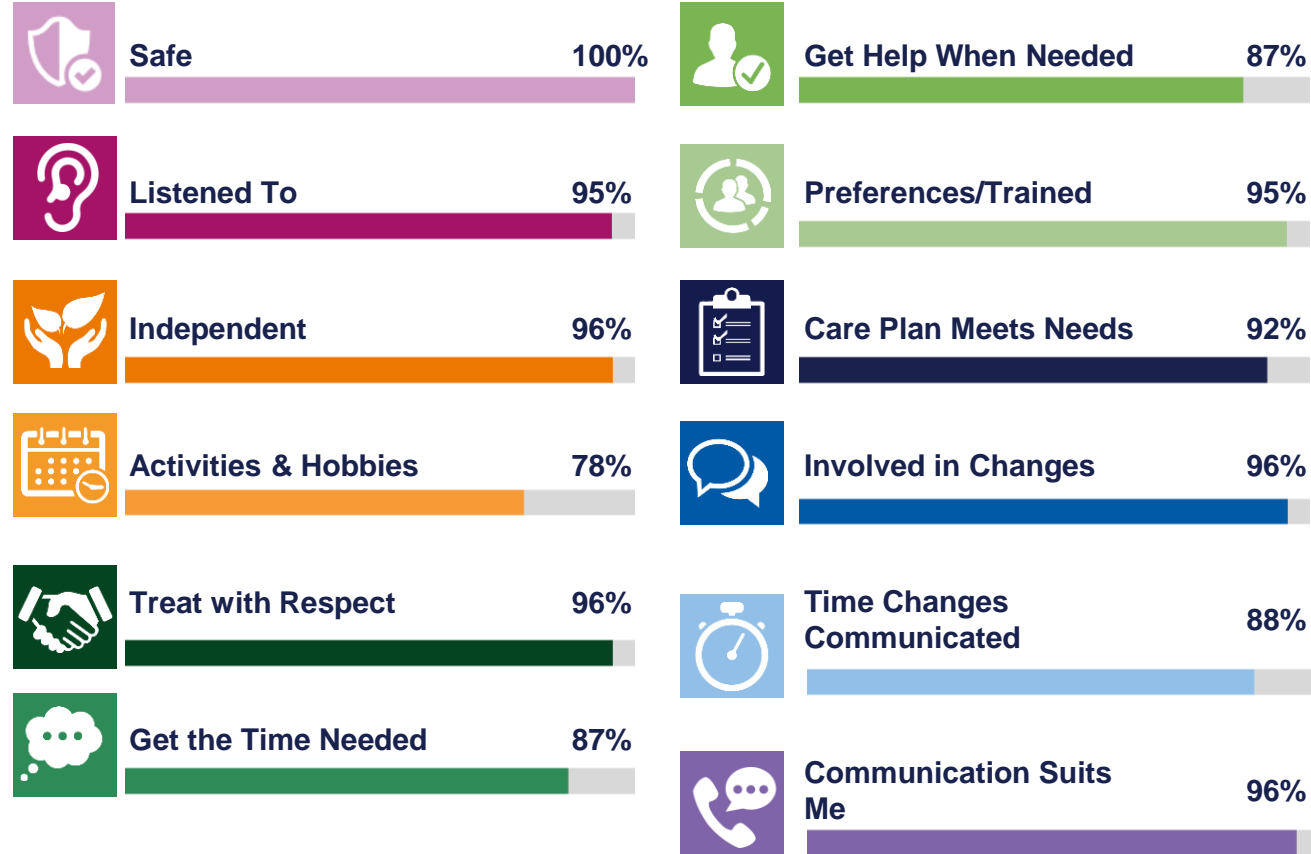 Safe 100%
Listened To 95%
Independent 96%
Activities & Hobbies 78%
Treat with Respect 96%
Get the Time Needed 87%
Get Help When Needed 87%
Preferences/Trained 95%
Care Plan Meets Needs 92%
Involved in Changes 96%
Time Changes
Communicated 88%
Communication Suits
Me 96%